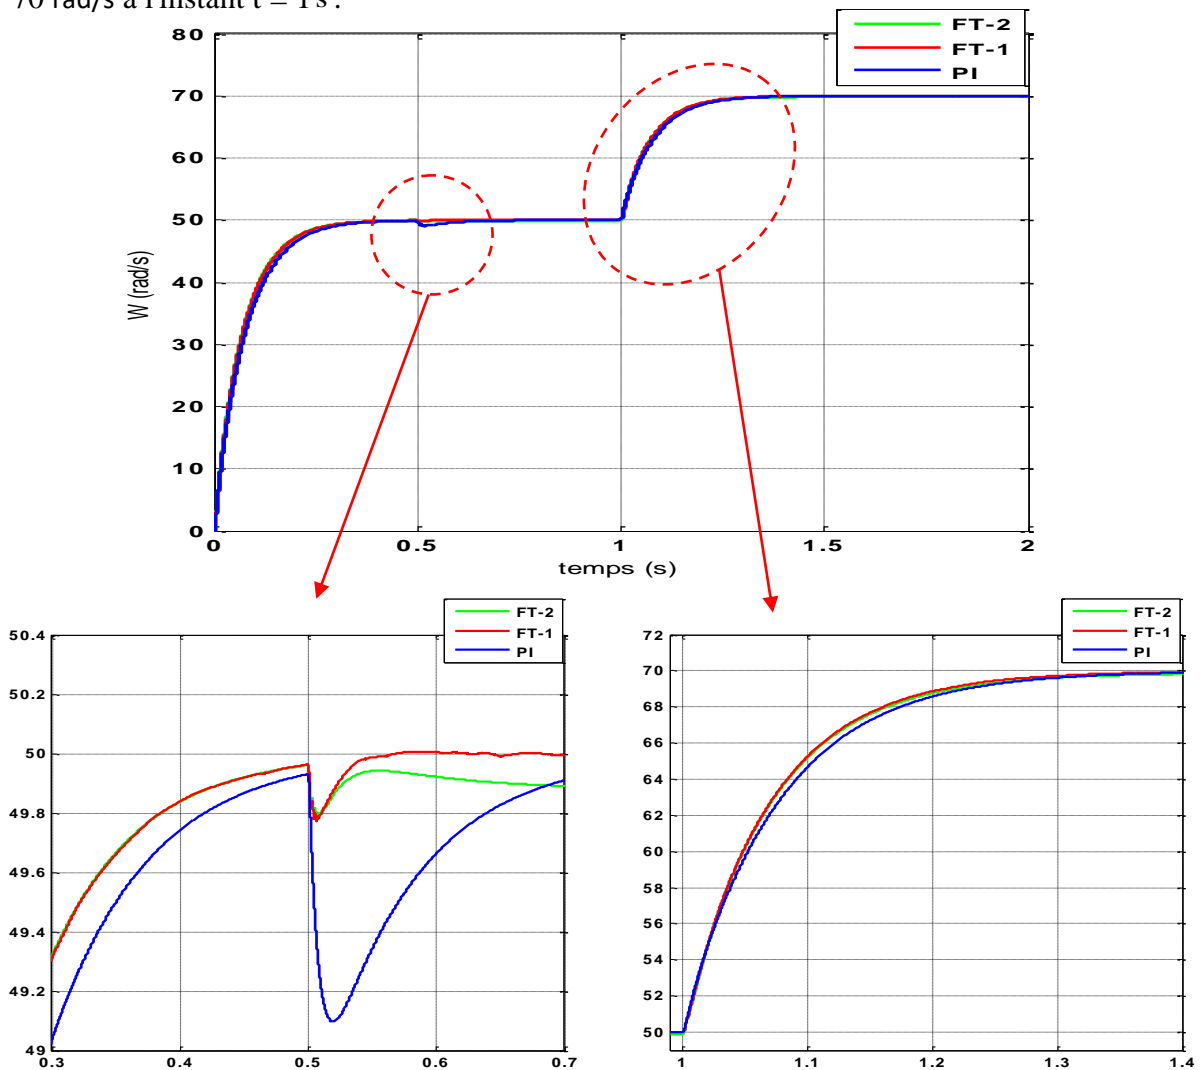 70 rad/s à l'instant t = 1 s .
FT-2
FT-1
PI
80
70
60
50
40
30
20
10
0
W (rad/s)
0 0.5 1 1.5 2
temps (s)
FT-2
FT-1
PI
50.4
50.2
50
49.8
49.6
49.4
49.2
49
0.3 0.4 0.5 0.6 0.7
FT-2
FT-1
PI
72
70
68
66
64
62
60
58
56
54
52
50
1 1.1 1.2 1.3 1.4